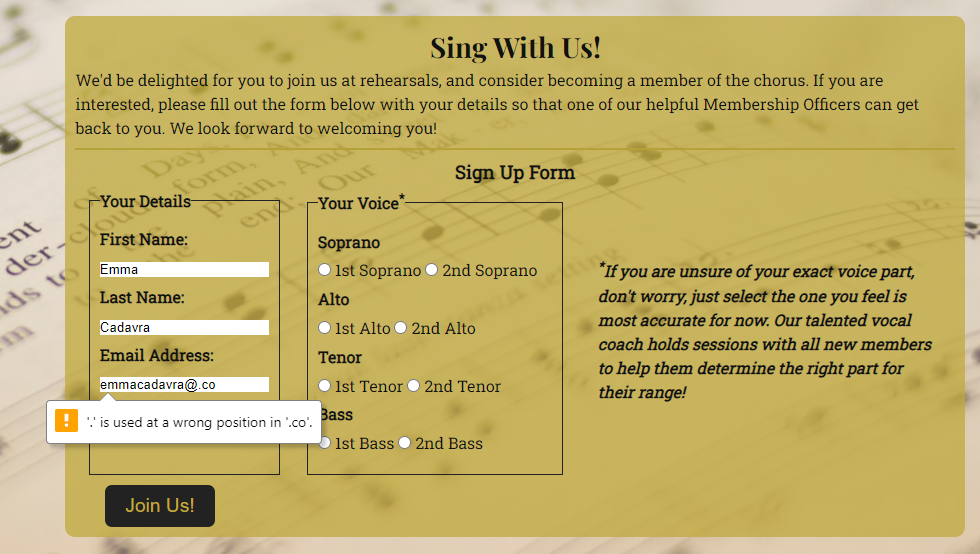 Sing With Us!
We'd be delighted for you to join us at rehearsals, and consider becoming a member of the chorus. If you are
interested, please fill out the form below with your details so that one of our helpful Membership Officers can get
back to you. We look forward to welcoming you!
Sign Up Form
Your Details
First Name:
Emma
Last Name:
Cadavra
Email Address:
emmacadavra@.co
'.' is used at a wrong position in '.co'.
Your Voice*
Soprano
1st Soprano 2nd Soprano
Alto
1st Alto 2nd Alto
Tenor
1st Tenor 2nd Tenor
Bass
1st Bass 2nd Bass
*If you are unsure of your exact voice part,
don't worry, just select the one you feel is
most accurate for now. Our talented vocal
coach holds sessions with all new members
to help them determine the right part for
their range!
Join Us!